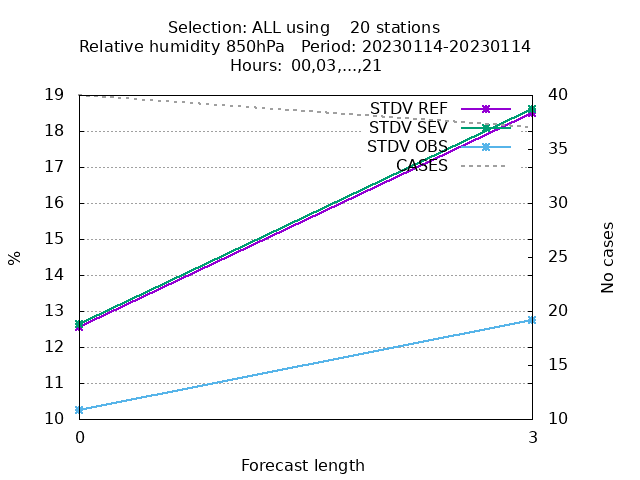 Selection: ALL using    20 stations
Relative humidity 850hPa   Period: 20230114-20230114
Hours: 00,03,...,21
19
18
17
16
15
14
13
12
11
10
40
35
30
25
20
15
10
STDV REF
STDV SEV
STDV OBS
CASES
%
No cases
0
3
Forecast length